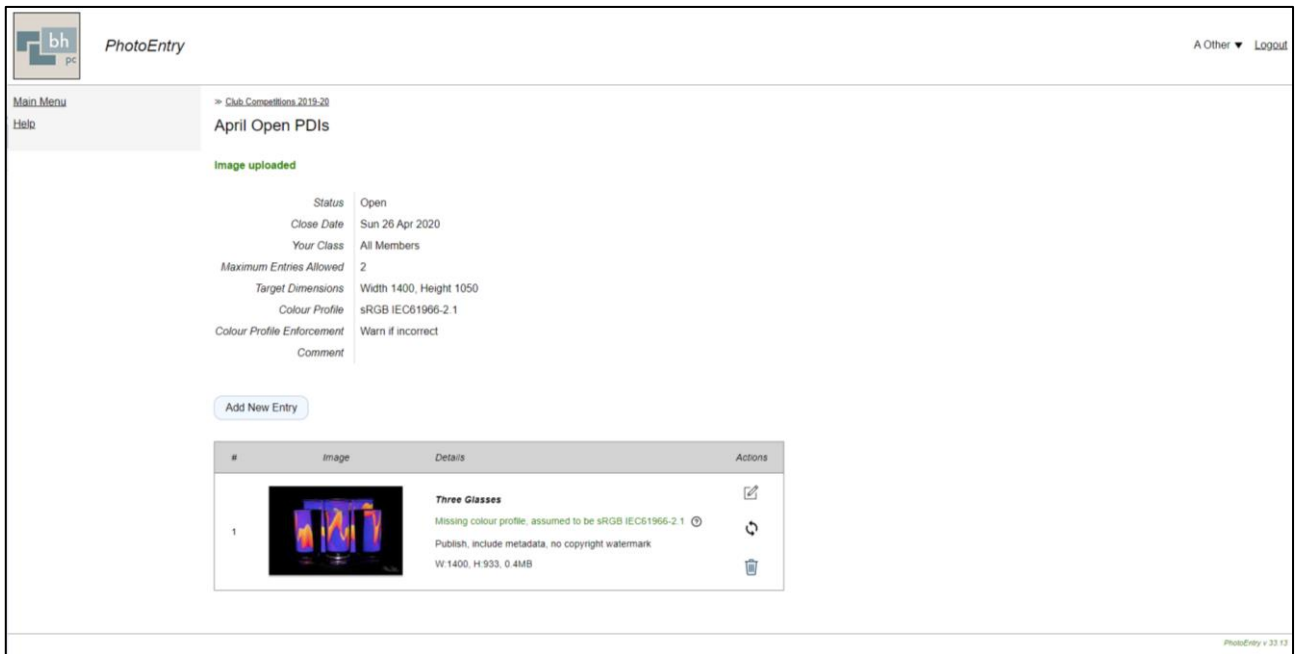 bh
pc
PhotoEntry
A Other ▼ Logout
Main Menu
Help
≫ Club Competitions 2019-20
April Open PDIs
Image uploaded
Status Open
Close Date Sun 26 Apr 2020
Your Class All Members
Maximum Entries Allowed 2
Target Dimensions Width 1400, Height 1050
Colour Profile sRGB IEC61966-2.1
Colour Profile Enforcement Warn if incorrect
Comment
Add New Entry
# Image Details Actions
1
Three Glasses
Missing colour profile, assumed to be sRGB IEC61966-2.1
Publish, include metadata, no copyright watermark
W:1400, H:933, 0.4MB
PhotoEntry v 33.13